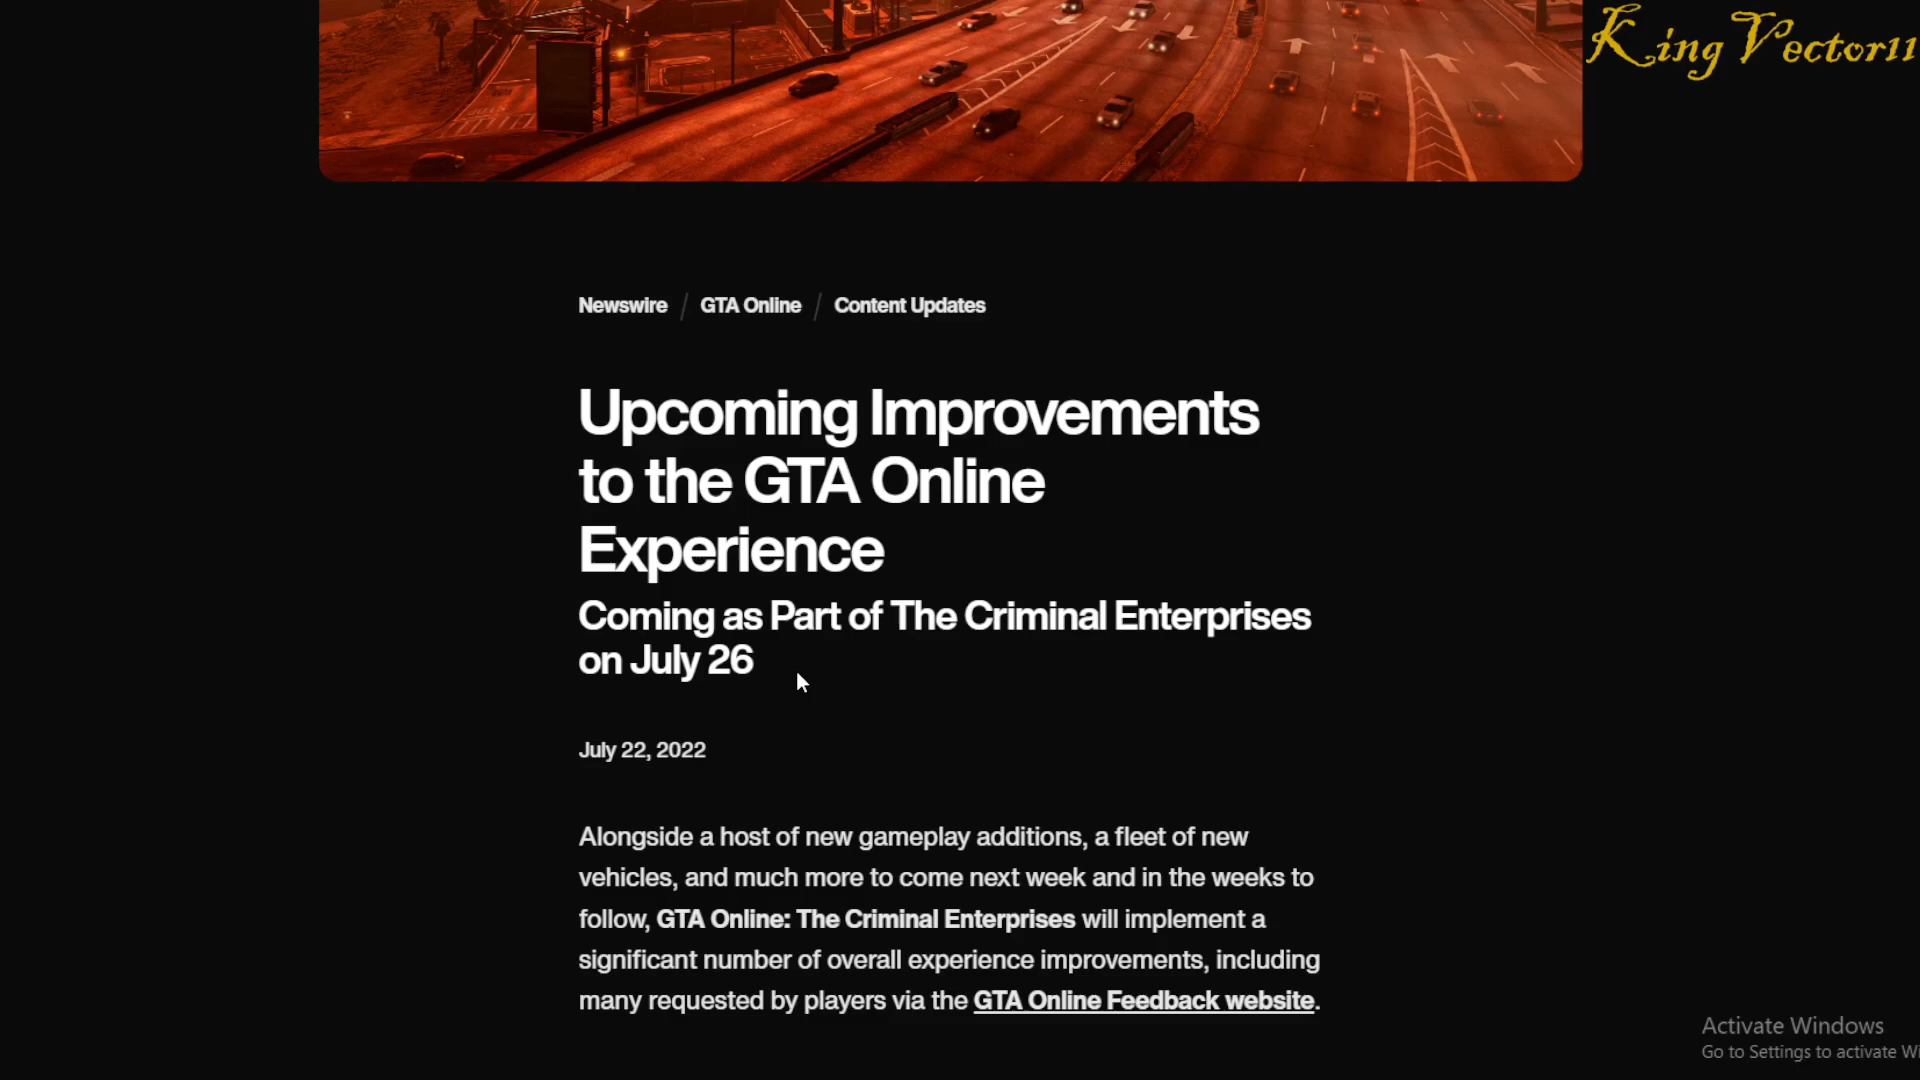 King Vector11
Newswire / GTA Online / Content Updates
Upcoming Improvements
to the GTA Online
Experience
Coming as Part of The Criminal Enterprises
on July 26
July 22, 2022
Alongside a host of new gameplay additions, a fleet of new
vehicles, and much more to come next week and in the weeks to
follow, GTA Online: The Criminal Enterprises will implement a
significant number of overall experience improvements, including
many requested by players via the GTA Online Feedback website.
Activate Windows
Go to Settings to activate Wi